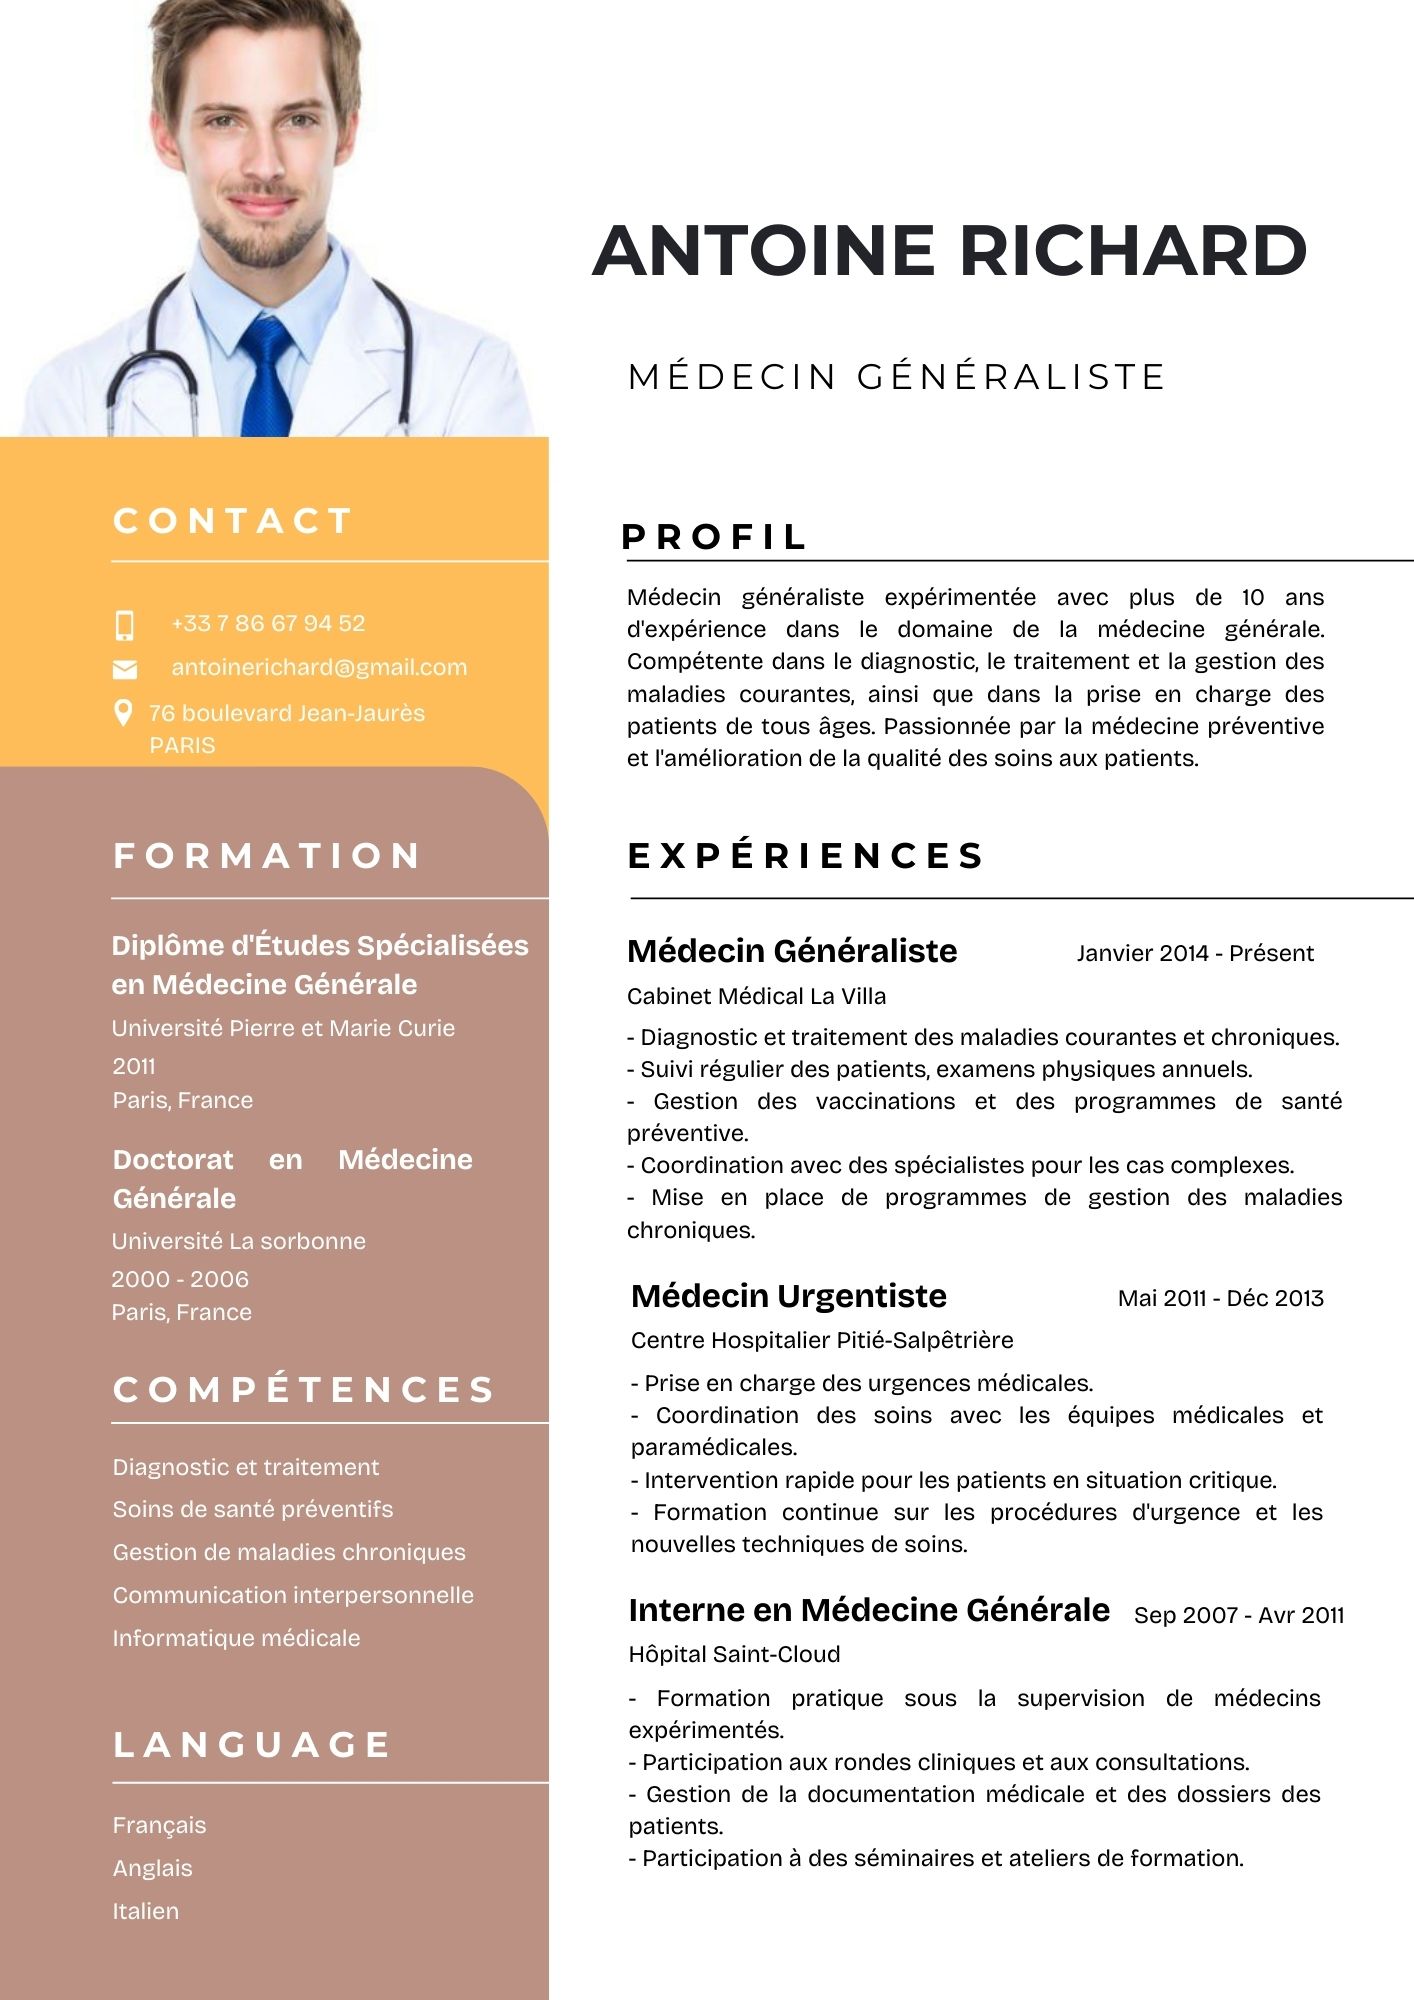 ANTOINE RICHARD
MÉDECIN GÉNÉRALISTE
CONTACT
+33 7 86 67 94 52
antoinerichard@gmail.com
76 boulevard Jean-Jaurès
PARIS
FORMATION
Diplôme d'Études Spécialisées
en Médecine Générale
Université Pierre et Marie Curie
2011
Paris, France
Doctorat en Médecine
Générale
Université La sorbonne
2000 - 2006
Paris, France
COMPÉTENCES
Diagnostic et traitement
Soins de santé préventifs
Gestion de maladies chroniques
Communication interpersonnelle
Informatique médicale
LANGUAGE
Français
Anglais
Italien
PROFIL
Médecin généraliste expérimentée avec plus de 10 ans
d'expérience dans le domaine de la médecine générale.
Compétente dans le diagnostic, le traitement et la gestion des
maladies courantes, ainsi que dans la prise en charge des
patients de tous âges. Passionnée par la médecine préventive
et l'amélioration de la qualité des soins aux patients.
EXPÉRIENCES
Médecin Généraliste Janvier 2014 - Présent
Cabinet Médical La Villa
- Diagnostic et traitement des maladies courantes et chroniques.
- Suivi régulier des patients, examens physiques annuels.
- Gestion des vaccinations et des programmes de santé
préventive.
- Coordination avec des spécialistes pour les cas complexes.
- Mise en place de programmes de gestion des maladies
chroniques.
Médecin Urgentiste Mai 2011 - Déc 2013
Centre Hospitalier Pitié-Salpêtrière
- Prise en charge des urgences médicales.
- Coordination des soins avec les équipes médicales et
paramédicales.
- Intervention rapide pour les patients en situation critique.
- Formation continue sur les procédures d'urgence et les
nouvelles techniques de soins.
Interne en Médecine Générale Sep 2007 - Avr 2011
Hôpital Saint-Cloud
- Formation pratique sous la supervision de médecins
expérimentés.
- Participation aux rondes cliniques et aux consultations.
- Gestion de la documentation médicale et des dossiers des
patients.
- Participation à des séminaires et ateliers de formation.